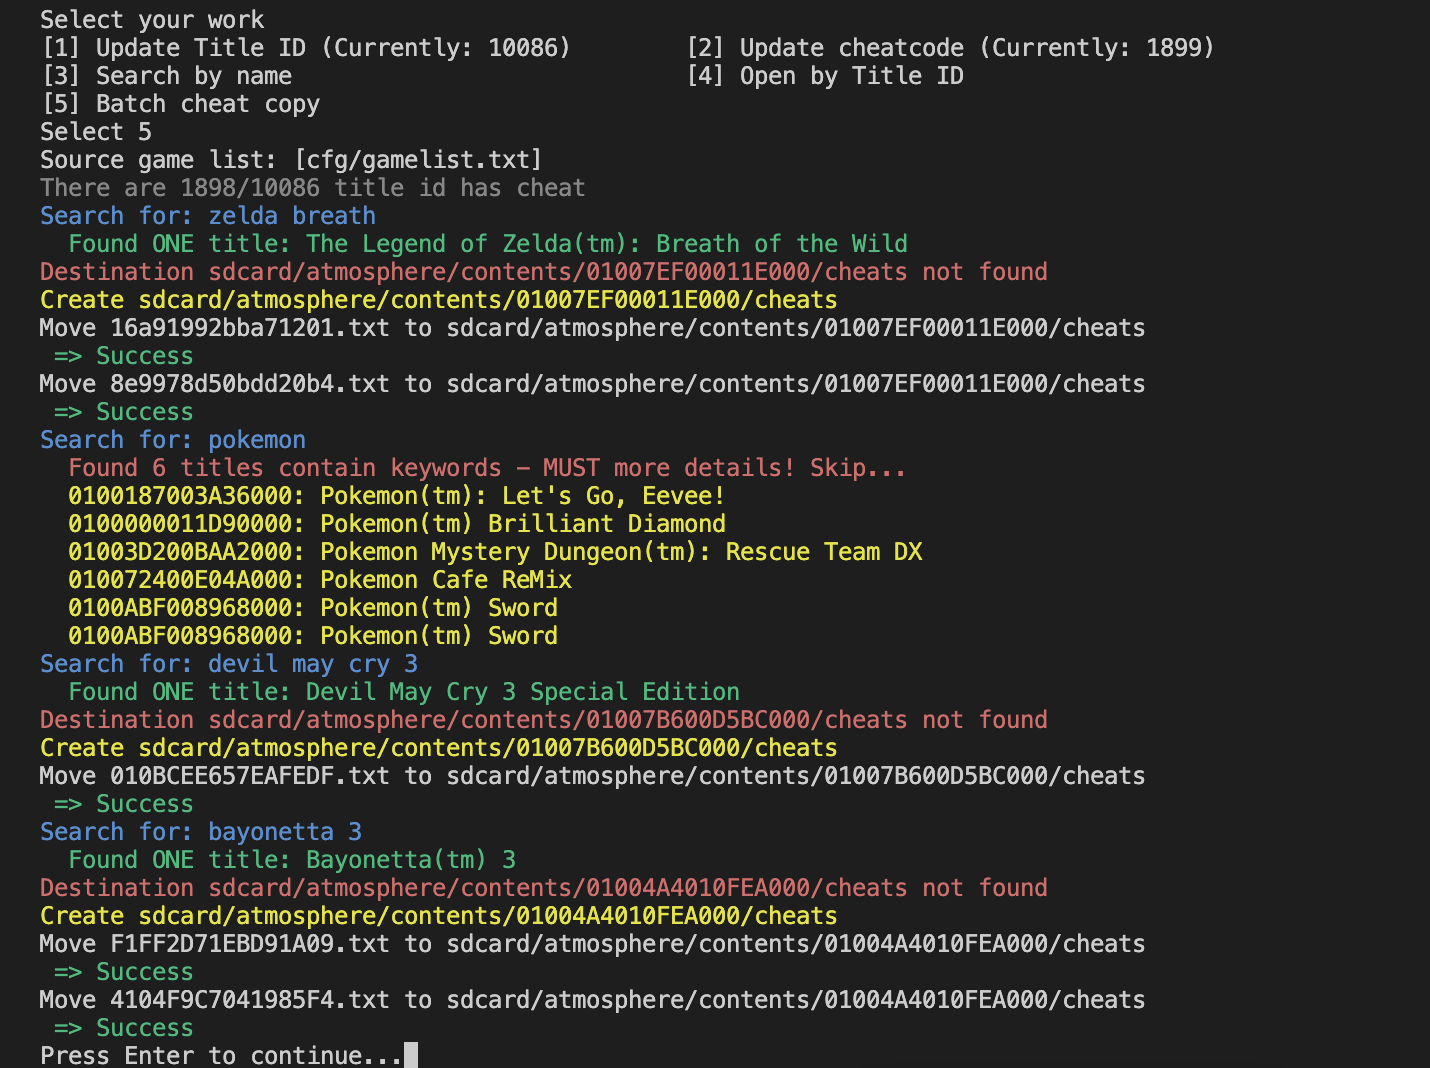 Select your work
[1] Update Title ID (Currently: 10086) [2] Update cheatcode (Currently: 1899)
[3] Search by name [4] Open by Title ID
[5] Batch cheat copy
Select 5
Source game list: [cfg/gamelist.txt]
There are 1898/10086 title id has cheat
Search for: zelda breath
Found ONE title: The Legend of Zelda(tm): Breath of the Wild
Destination sdcard/atmosphere/contents/01007EF00011E000/cheats not found
Create sdcard/atmosphere/contents/01007EF00011E000/cheats
Move 16a91992bba71201.txt to sdcard/atmosphere/contents/01007EF00011E000/cheats
=> Success
Move 8e9978d50bdd20b4.txt to sdcard/atmosphere/contents/01007EF00011E000/cheats
=> Success
Search for: pokemon
Found 6 titles contain keywords – MUST more details! Skip...
0100187003A36000: Pokemon(tm): Let's Go, Eevee!
0100000011D90000: Pokemon(tm) Brilliant Diamond
01003D200BAA2000: Pokemon Mystery Dungeon(tm): Rescue Team DX
010072400E04A000: Pokemon Cafe ReMix
0100ABF008968000: Pokemon(tm) Sword
0100ABF008968000: Pokemon(tm) Sword
Search for: devil may cry 3
Found ONE title: Devil May Cry 3 Special Edition
Destination sdcard/atmosphere/contents/01007B600D5BC000/cheats not found
Create sdcard/atmosphere/contents/01007B600D5BC000/cheats
Move 010BCEE657EAFEDF.txt to sdcard/atmosphere/contents/01007B600D5BC000/cheats
=> Success
Search for: bayonetta 3
Found ONE title: Bayonetta(tm) 3
Destination sdcard/atmosphere/contents/01004A4010FEA000/cheats not found
Create sdcard/atmosphere/contents/01004A4010FEA000/cheats
Move F1FF2D71EBD91A09.txt to sdcard/atmosphere/contents/01004A4010FEA000/cheats
=> Success
Move 4104F9C7041985F4.txt to sdcard/atmosphere/contents/01004A4010FEA000/cheats
=> Success
Press Enter to continue...